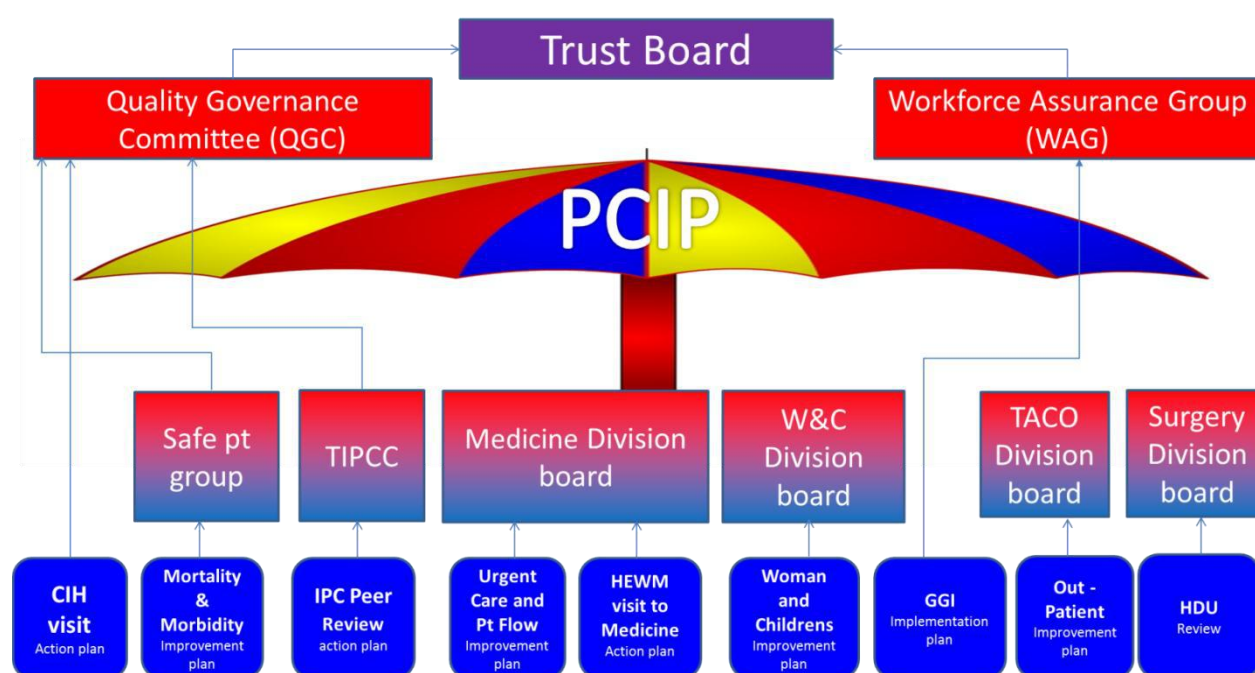 Trust Board
Quality Governance
Committee (QGC)
Workforce Assurance Group
(WAG)
PCIP
Safe pt
group
TIPCC
Medicine Division
board
W&C
Division
board
TACO
Division
board
Surgery
Division
board
CIH
visit
Action plan
Mortality
&
Morbidity
Improvement
plan
IPC Peer
Review
action plan
Urgent
Care and
Pt Flow
Improvement
plan
HEWM
visit to
Medicine
Action plan
Woman
and
Childrens
Improvement
plan
GGI
Implementation
plan
Out -
Patient
Improvement
plan
HDU
Review